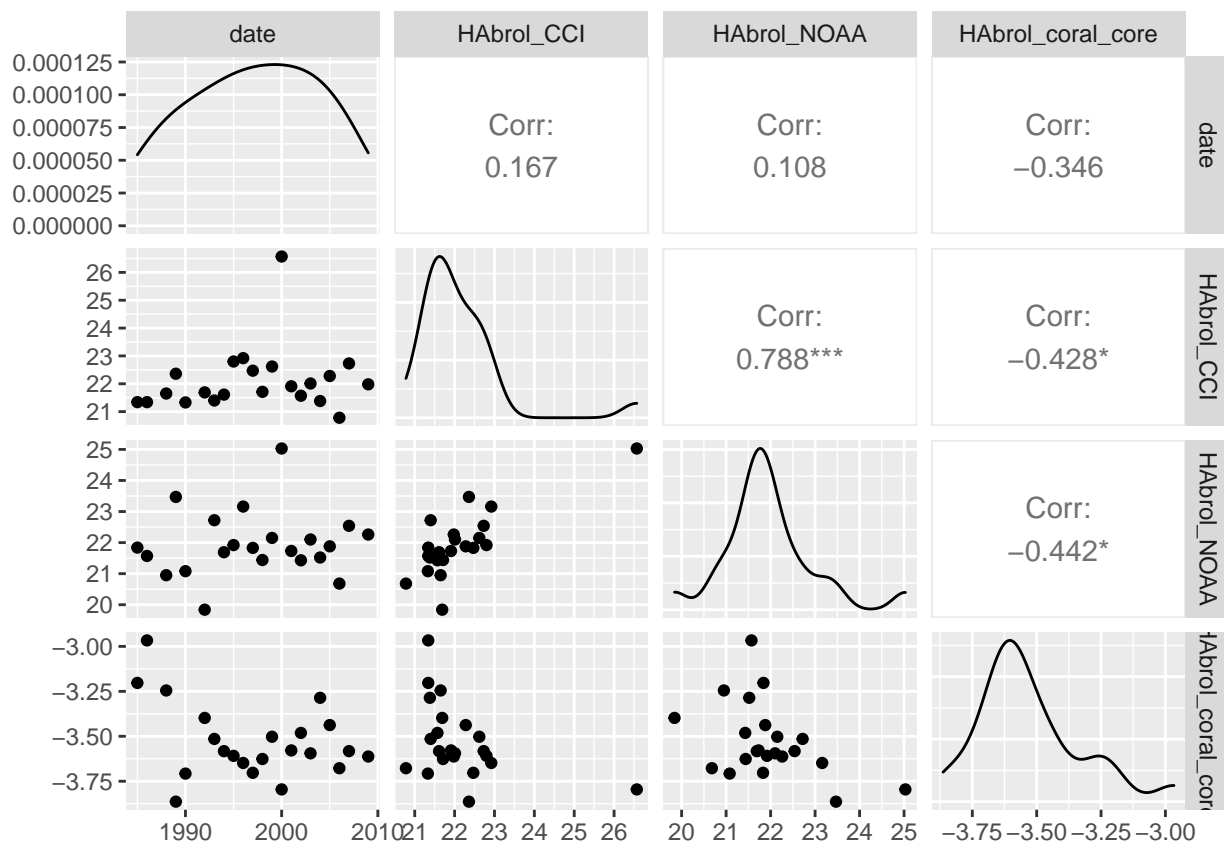 date HAbrol_CCI HAbrol_NOAA HAbrol_coral_core
0.000125
0.000100
0.000075
0.000050
0.000025
0.000000
Corr:
0.167
Corr:
0.108
Corr:
−0.346
date
26
25
24
23
22
21
Corr:
0.788***
Corr:
−0.428*
HAbrol_CCI
25
24
23
22
21
20
Corr:
−0.442*
HAbrol_NOAA
−3.00
−3.25
−3.50
−3.75
HAbrol_coral_core
1990 2000 2010 21 22 23 24 25 26 20 21 22 23 24 25 −3.75 −3.50 −3.25 −3.00